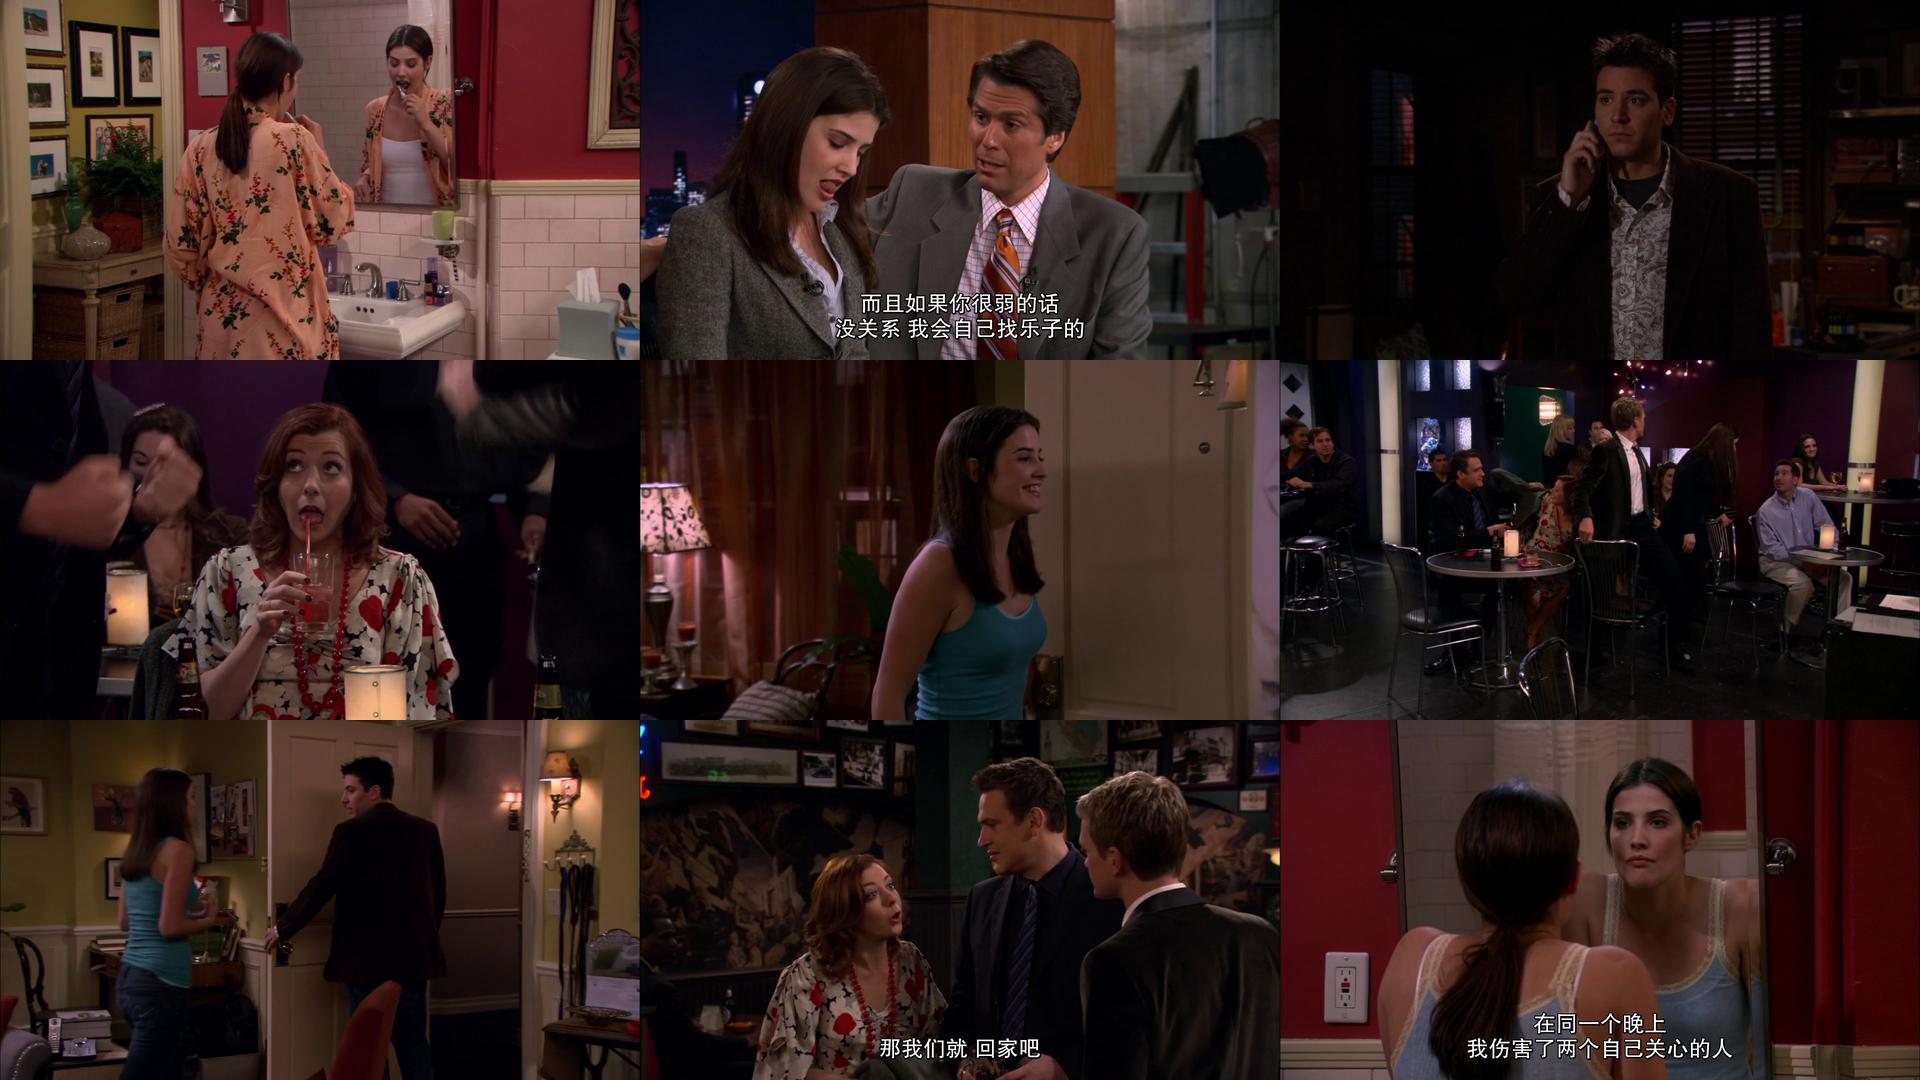 而且如果你很弱的话
没关系 我会自己找乐子的
那我们就 回家吧
在同一个晚上
我伤害了两个自己关心的人